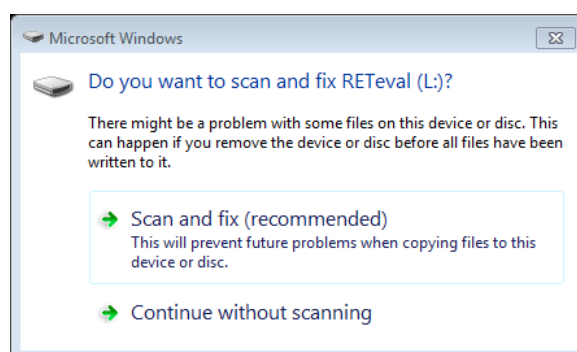 Microsoft Windows
Do you want to scan and fix RETeval (L:)?
There might be a problem with some files on this device or disc. This
can happen if you remove the device or disc before all files have been
written to it.
Scan and fix (recommended)
This will prevent future problems when copying files to this
device or disc.
Continue without scanning